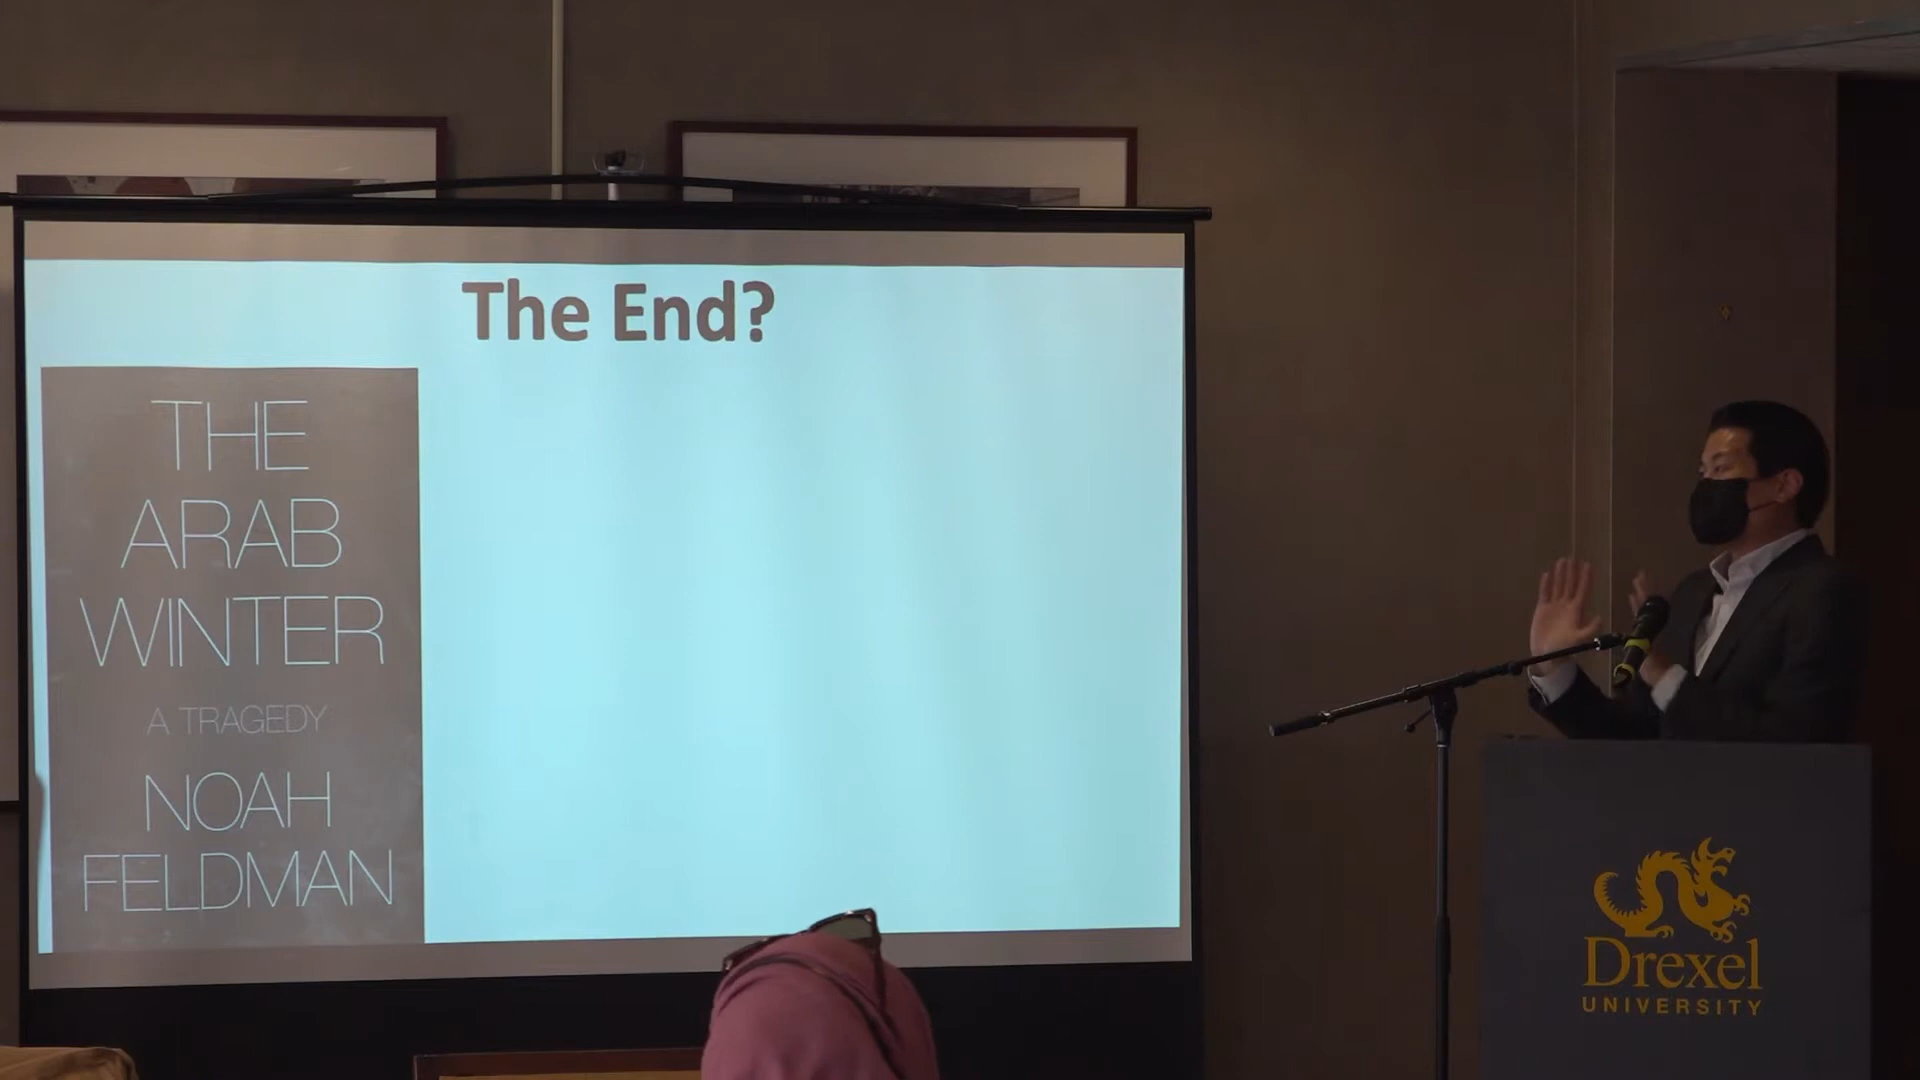 The End?
THE
ARAB
WINTER
A TRAGEDY
NOAH
FELDMAN
Drexel
UNIVERSITY